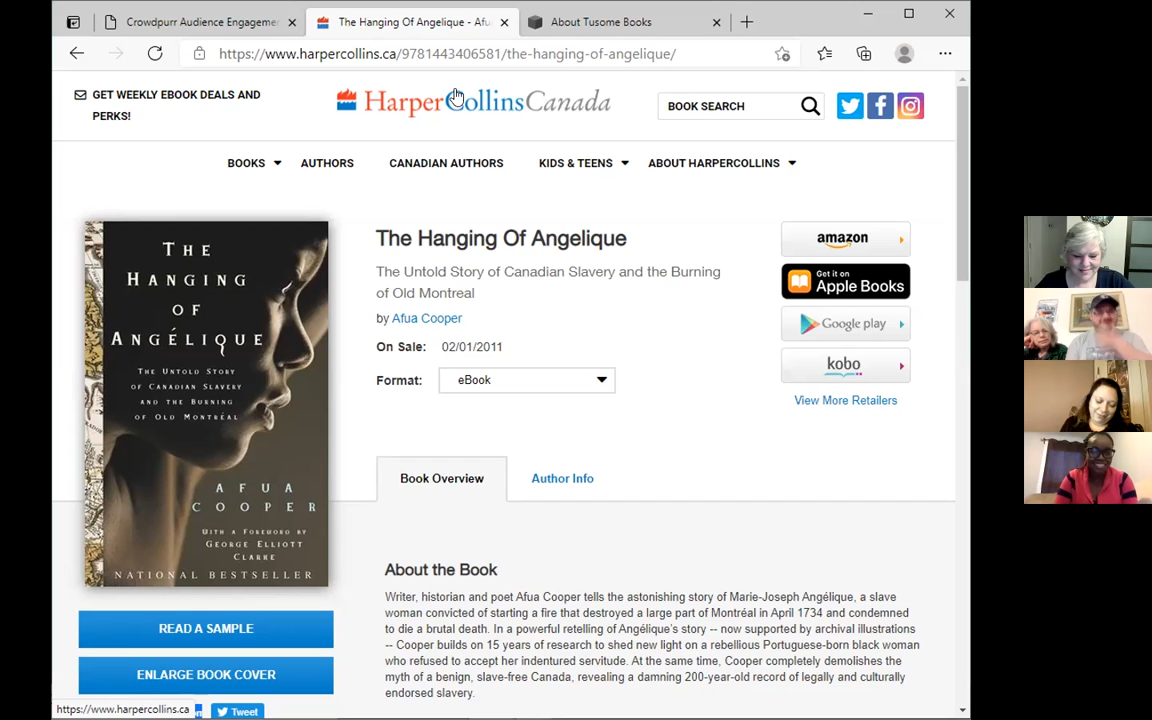 Crowdpurr Audience Engagemen
The Hanging Of Angelique - Afu
About Tusome Books
https://www.harpercollins.ca/9781443406581/the-hanging-of-angelique/
GET WEEKLY EBOOK DEALS AND
PERKS!
HarperCollinsCanada
BOOK SEARCH
BOOKS
AUTHORS
CANADIAN AUTHORS
KIDS & TEENS
ABOUT HARPERCOLLINS
THE
HANGING
OF
ANGÉLIQUE
THE UNTOLD STORY
OF CANADIAN SLAVERY
AND THE BURNING
OF OLD MONTRÉAL
AFUA
COOPER
WITH A FOREWORD BY
GEORGE ELLIOTT
CLARKE
NATIONAL BESTSELLER
READ A SAMPLE
ENLARGE BOOK COVER
Tweet
The Hanging Of Angelique
The Untold Story of Canadian Slavery and the Burning
of Old Montreal
by Afua Cooper
On Sale: 02/01/2011
Format: eBook
amazon
Get it on
Apple Books
Google play
kobo
View More Retailers
Book Overview
Author Info
About the Book
Writer, historian and poet Afua Cooper tells the astonishing story of Marie-Joseph Angélique, a slave
woman convicted of starting a fire that destroyed a large part of Montréal in April 1734 and condemned
to die a brutal death. In a powerful retelling of Angélique's story -- now supported by archival illustrations
-- Cooper builds on 15 years of research to shed new light on a rebellious Portuguese-born black woman
who refused to accept her indentured servitude. At the same time, Cooper completely demolishes the
myth of a benign, slave-free Canada, revealing a damning 200-year-old record of legally and culturally
endorsed slavery.
https://www.harpercollins.ca